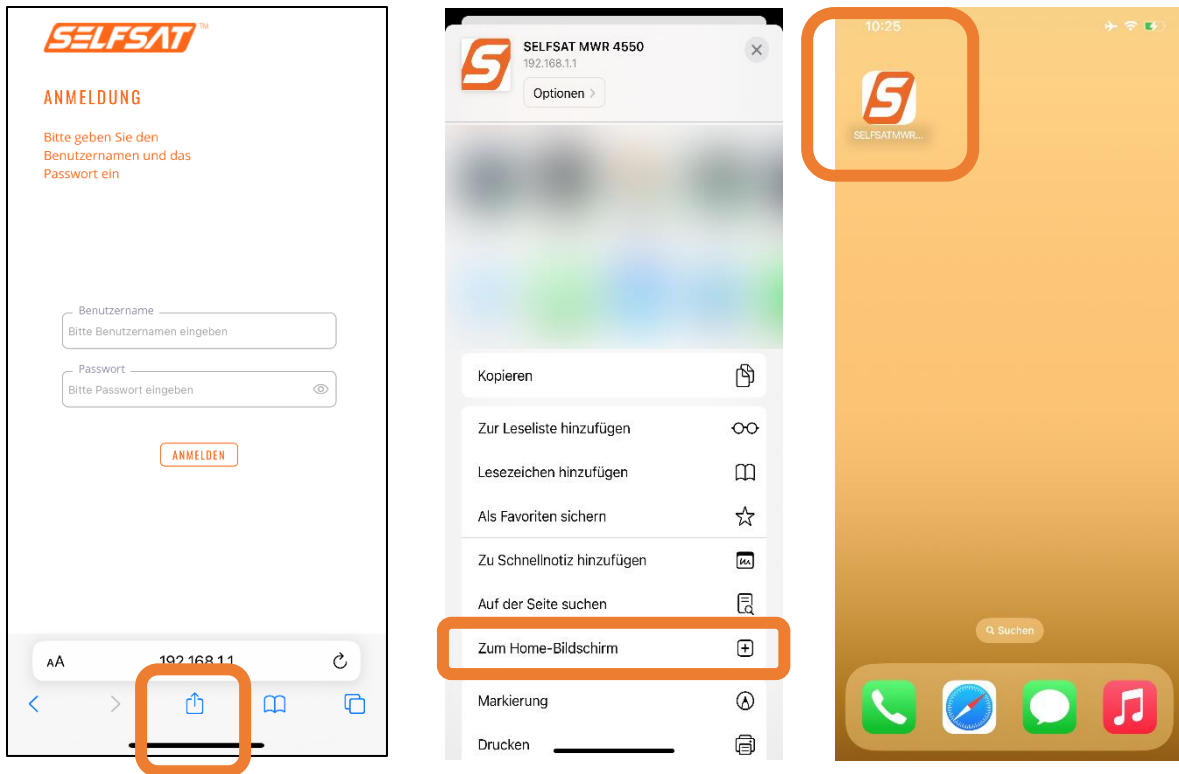 SELFSAT™
ANMELDUNG
Bitte geben Sie den
Benutzernamen und das
Passwort ein
Benutzername
Bitte Benutzernamen eingeben
Passwort
Bitte Passwort eingeben
ANMELDEN
AA
192.168.1.1
S
SELFSAT MWR 4550
192.168.1.1
Optionen
Kopieren
Zur Leseliste hinzufügen
Lesezeichen hinzufügen
Als Favoriten sichern
Zu Schnellnotiz hinzufügen
Auf der Seite suchen
Zum Home-Bildschirm
Markierung
Drucken
10:25
S
SELFSATMWR...
Suchen